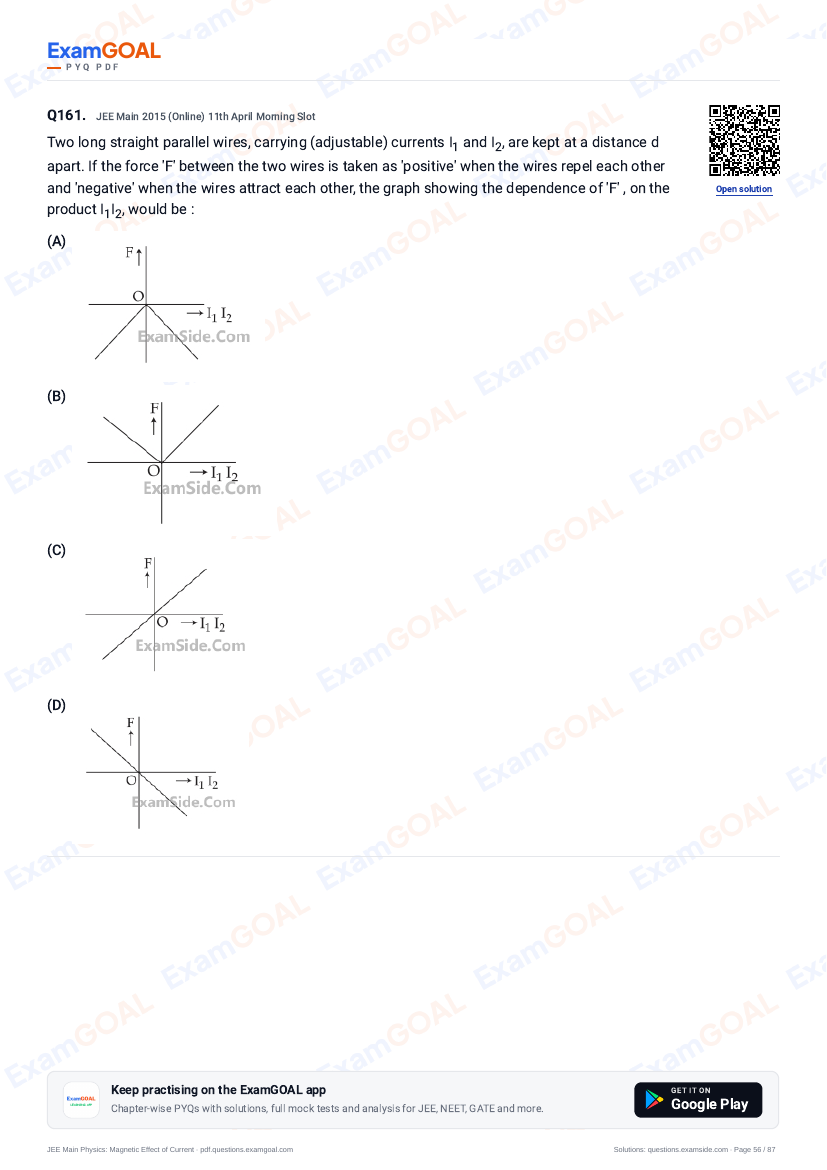 ExamGOAL
PYQ PDF
Q161. JEE Main 2015 (Online) 11th April Morning Slot
Two long straight parallel wires, carrying (adjustable) currents I1 and I2, are kept at a distance d
apart. If the force 'F' between the two wires is taken as 'positive' when the wires repel each other
and 'negative' when the wires attract each other, the graph showing the dependence of 'F' , on the
product I1I2, would be :
Open solution
(A)
F
O
I1 I2
ExamSide.Com
(B)
F
O
I1 I2
ExamSide.Com
(C)
F
O
I1 I2
ExamSide.Com
(D)
F
O
I1 I2
ExamSide.Com
Keep practising on the ExamGOAL app
Chapter-wise PYQs with solutions, full mock tests and analysis for JEE, NEET, GATE and more.
ExamGOAL
GET IT ON
Google Play
JEE Main Physics: Magnetic Effect of Current · pdf.questions.examgoal.com
Solutions: questions.examside.com · Page 56 / 87